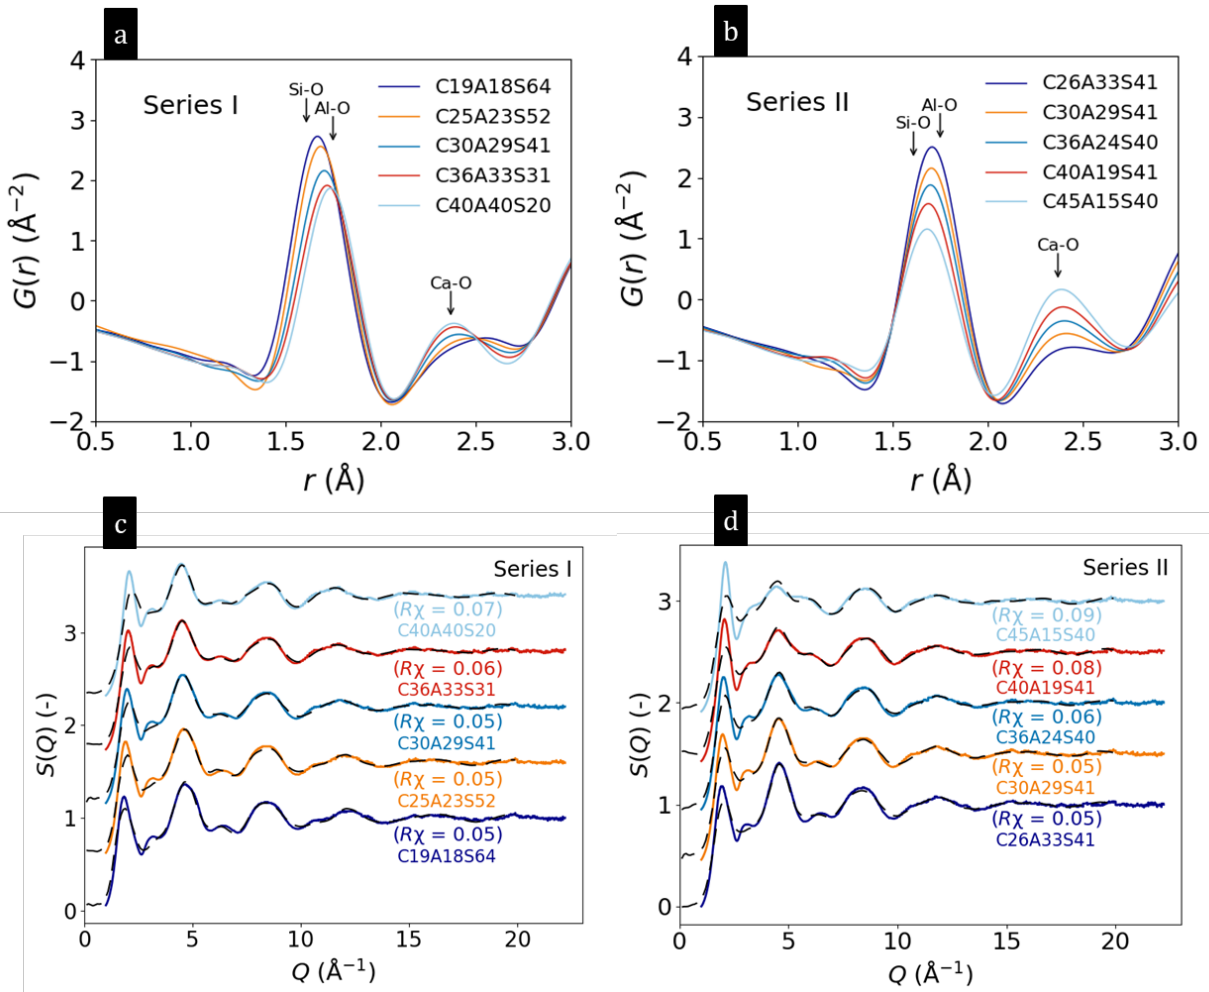 a
Series I
Si-O
Al-O
Ca-O
C19A18S64
C25A23S52
C30A29S41
C36A33S31
C40A40S20
4
3
2
1
0
−1
−2
G(r) (Å⁻²)
0.5 1.0 1.5 2.0 2.5 3.0
r (Å)
b
Series II
Si-O
Al-O
Ca-O
C26A33S41
C30A29S41
C36A24S40
C40A19S41
C45A15S40
4
3
2
1
0
−1
−2
G(r) (Å⁻²)
0.5 1.0 1.5 2.0 2.5 3.0
r (Å)
c
Series I
(Rχ = 0.07)
C40A40S20
(Rχ = 0.06)
C36A33S31
(Rχ = 0.05)
C30A29S41
(Rχ = 0.05)
C25A23S52
(Rχ = 0.05)
C19A18S64
3
2
1
0
S(Q) (-)
0 5 10 15 20
Q (Å⁻¹)
d
Series II
(Rχ = 0.09)
C45A15S40
(Rχ = 0.08)
C40A19S41
(Rχ = 0.06)
C36A24S40
(Rχ = 0.05)
C30A29S41
(Rχ = 0.05)
C26A33S41
3
2
1
0
S(Q) (-)
0 5 10 15 20
Q (Å⁻¹)